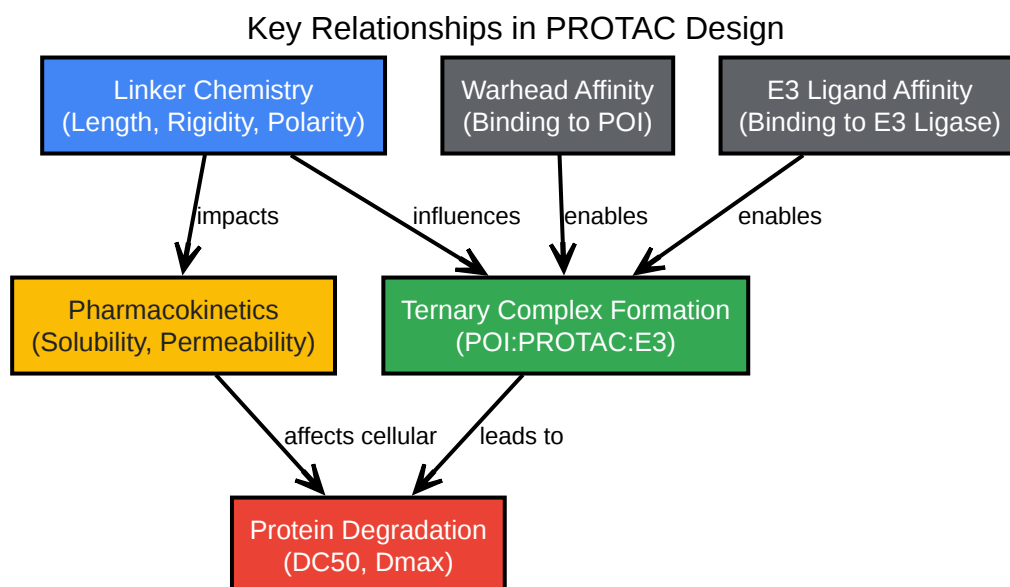 Key Relationships in PROTAC Design
Linker Chemistry
(Length, Rigidity, Polarity)
Warhead Affinity
(Binding to POI)
E3 Ligand Affinity
(Binding to E3 Ligase)
impacts
influences
enables
enables
Pharmacokinetics
(Solubility, Permeability)
Ternary Complex Formation
(POI:PROTAC:E3)
affects cellular
leads to
Protein Degradation
(DC50, Dmax)